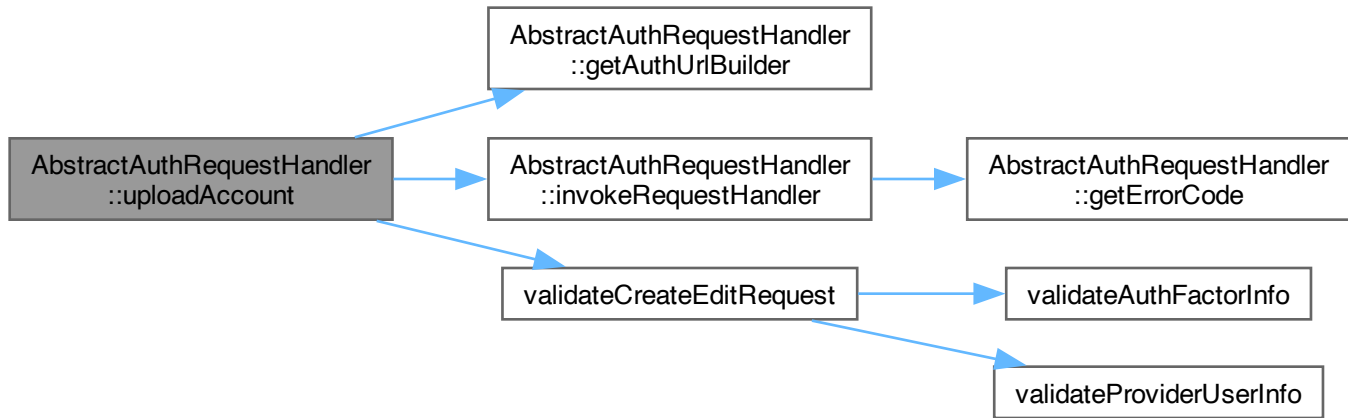 AbstractAuthRequestHandler
::uploadAccount
AbstractAuthRequestHandler
::getAuthUrlBuilder
AbstractAuthRequestHandler
::invokeRequestHandler
AbstractAuthRequestHandler
::getErrorCode
validateCreateEditRequest
validateAuthFactorInfo
validateProviderUserInfo